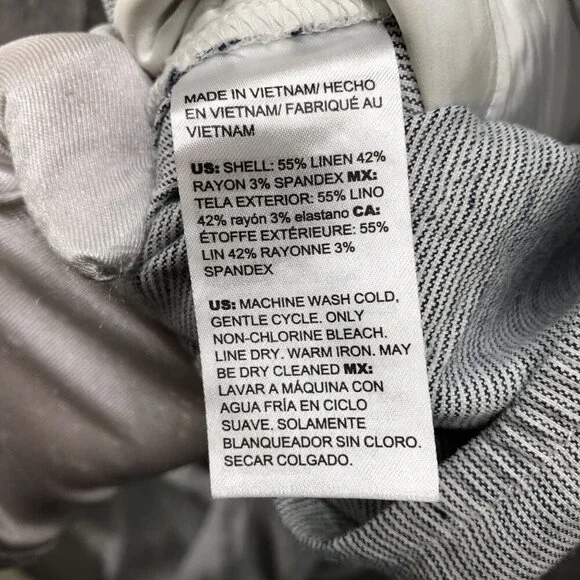 MADE IN VIETNAM/ HECHO
EN VIETNAM/ FABRIQUÉ AU
VIETNAM
US: SHELL: 55% LINEN 42%
RAYON 3% SPANDEX MX:
TELA EXTERIOR: 55% LINO
42% rayón 3% elastano CA:
ÉTOFFE EXTÉRIEURE: 55%
LIN 42% RAYONNE 3%
SPANDEX
US: MACHINE WASH COLD,
GENTLE CYCLE. ONLY
NON-CHLORINE BLEACH.
LINE DRY. WARM IRON. MAY
BE DRY CLEANED MX:
LAVAR A MÁQUINA CON
AGUA FRÍA EN CICLO
SUAVE. SOLAMENTE
BLANQUEADOR SIN CLORO.
SECAR COLGADO.